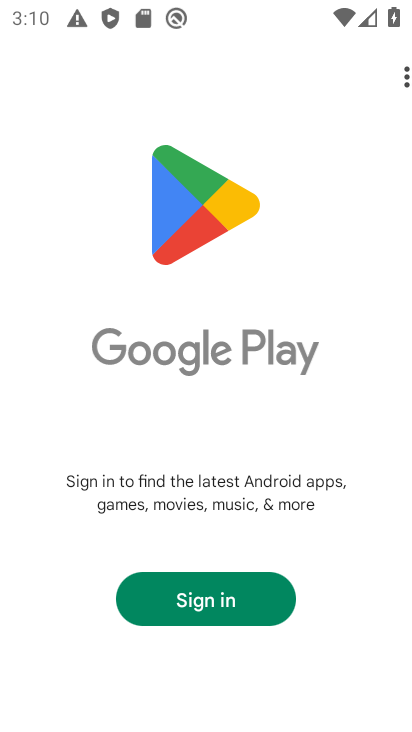 3:10
Google Play
Sign in to find the latest Android apps,
games, movies, music, & more
Sign in